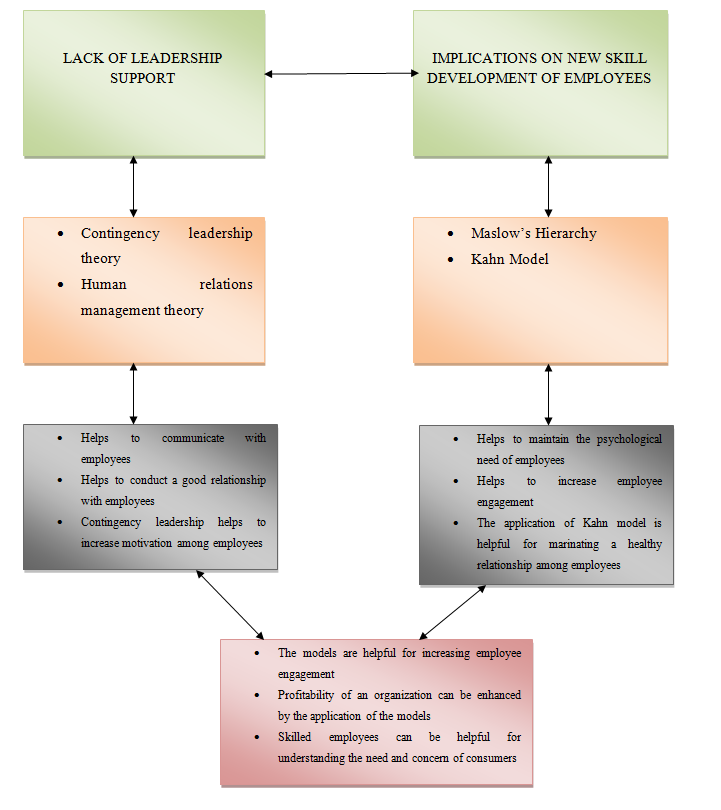 LACK OF LEADERSHIP
SUPPORT
IMPLICATIONS ON NEW SKILL
DEVELOPMENT OF EMPLOYEES
• Contingency leadership
theory
• Human relations
management theory
• Maslow’s Hierarchy
• Kahn Model
• Helps to communicate with
employees
• Helps to conduct a good relationship
with employees
• Contingency leadership helps to
increase motivation among employees
• Helps to maintain the psychological
need of employees
• Helps to increase employee
engagement
• The application of Kahn model is
helpful for marinating a healthy
relationship among employees
• The models are helpful for increasing employee
engagement
• Profitability of an organization can be enhanced
by the application of the models
• Skilled employees can be helpful for
understanding the need and concern of consumers